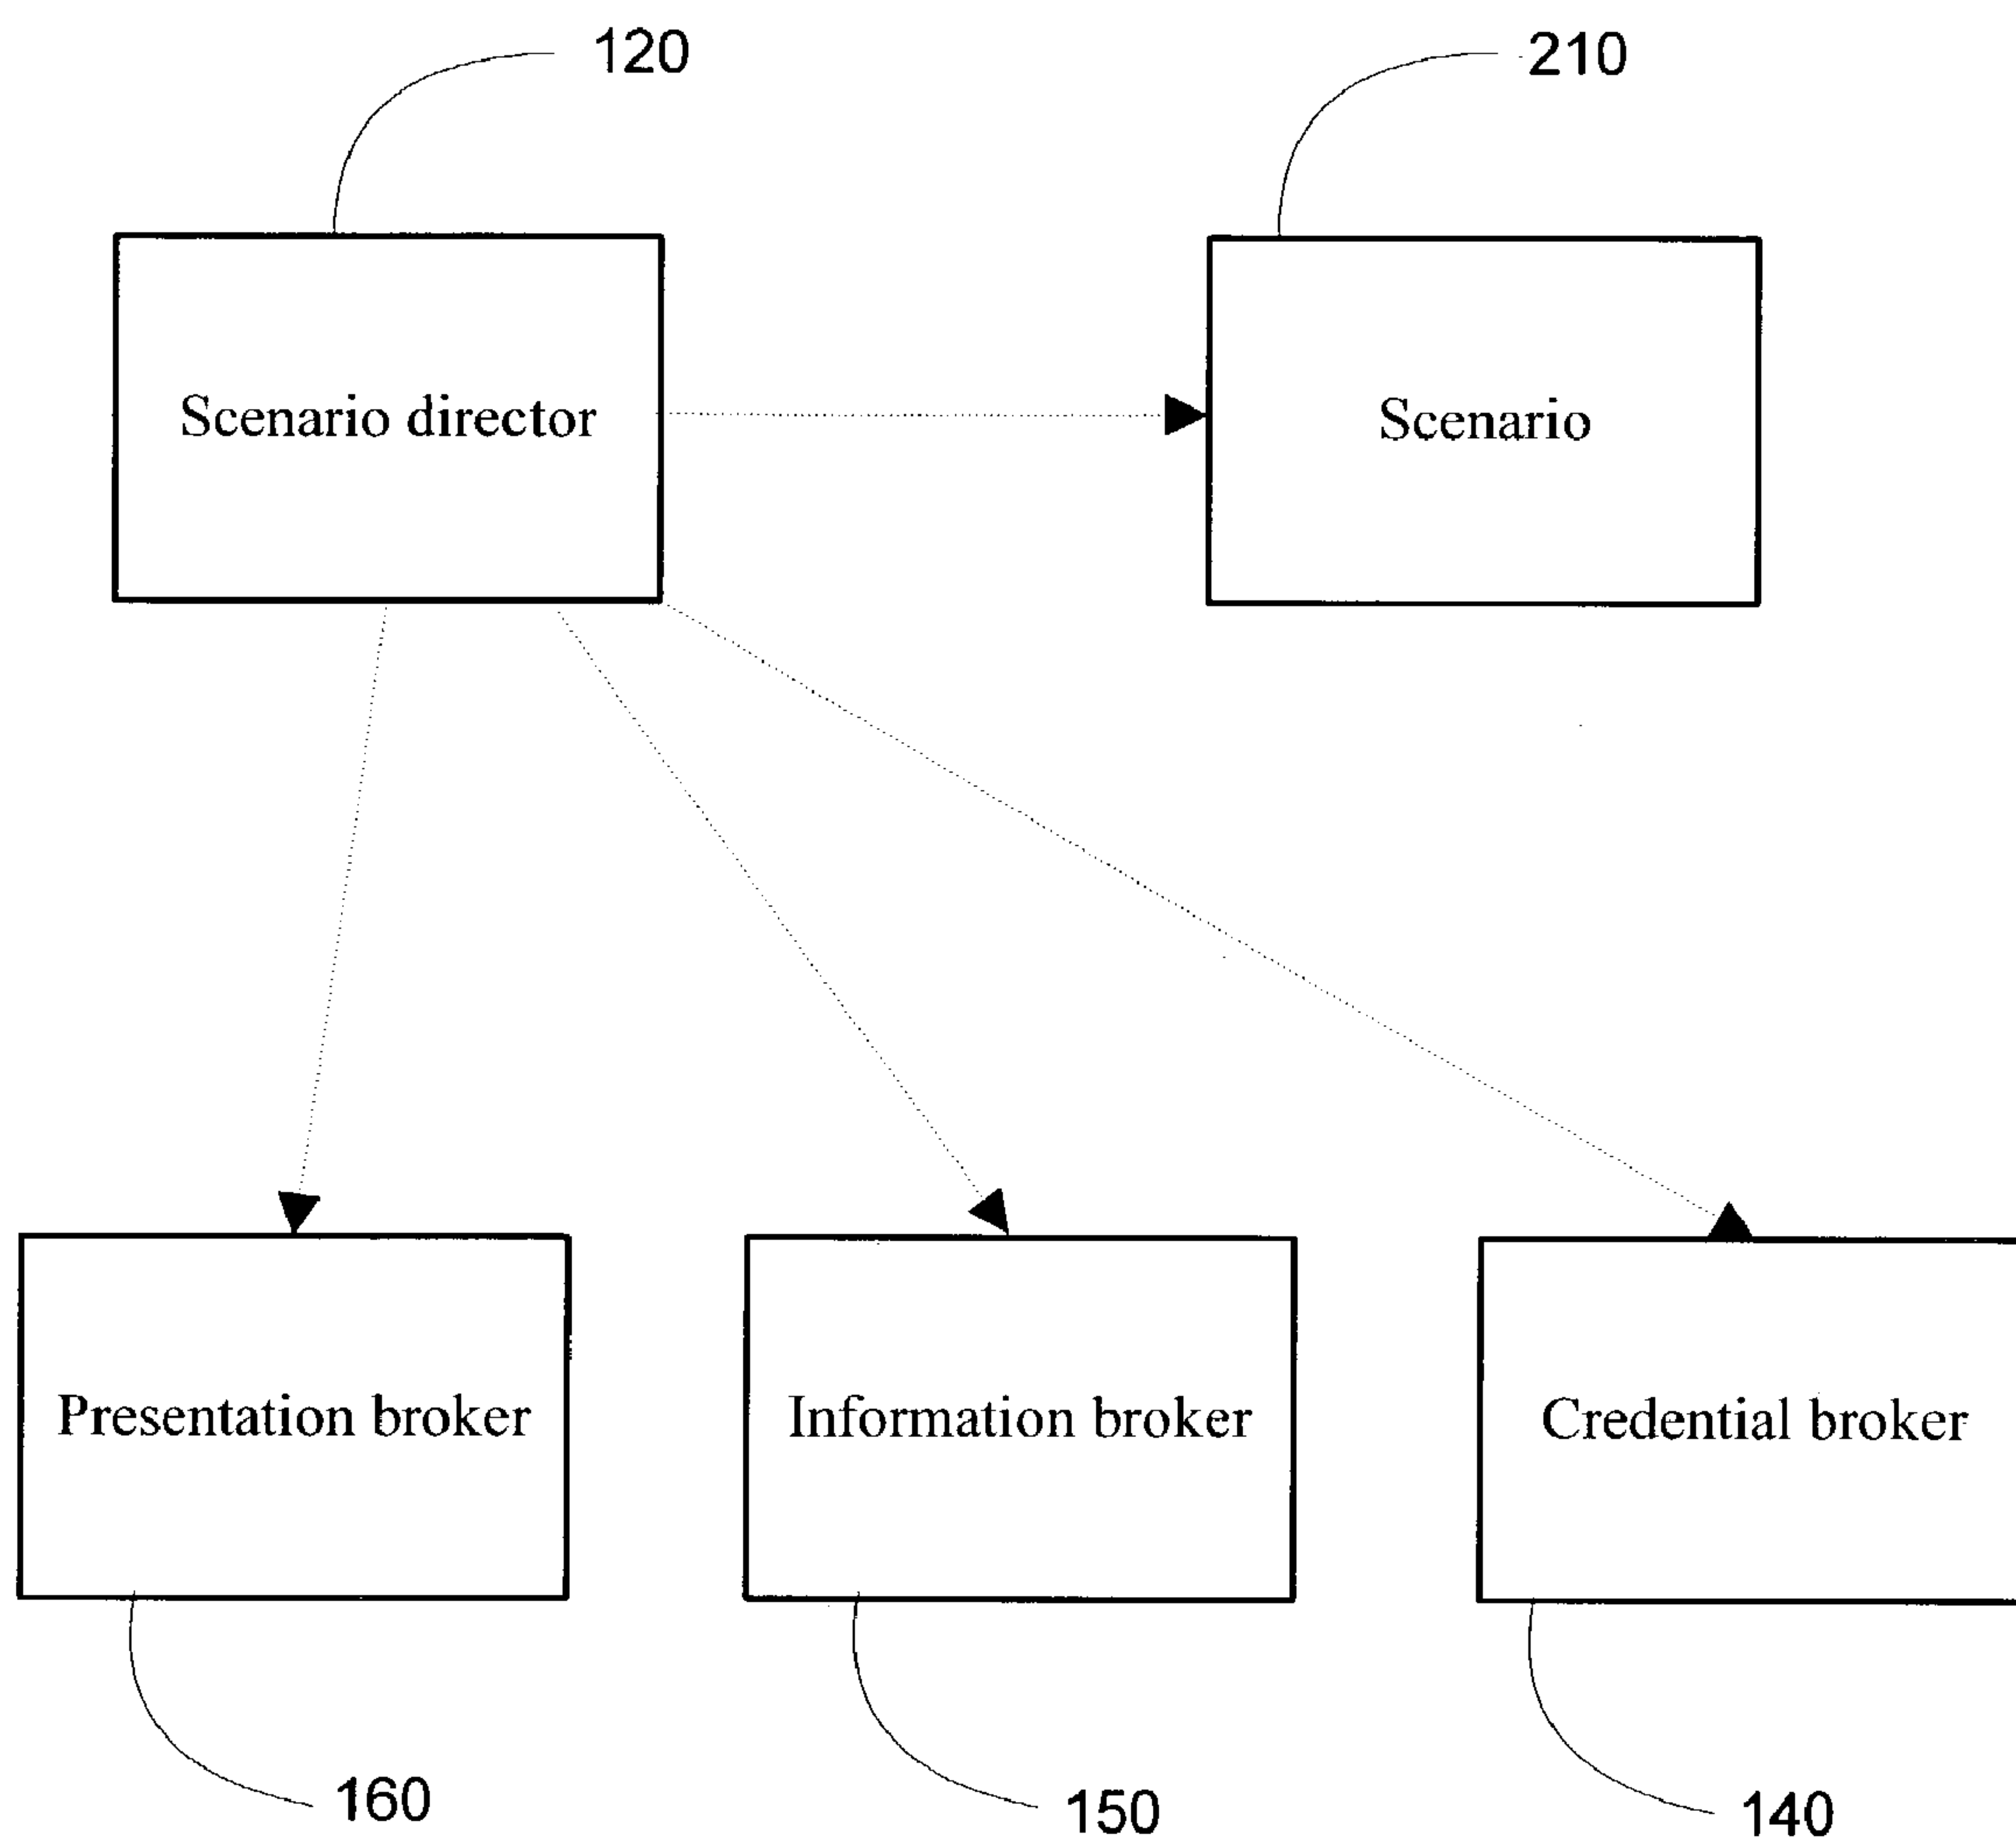 120
210
Scenario director
Scenario
Presentation broker
Information broker
Credential broker
160
150
140